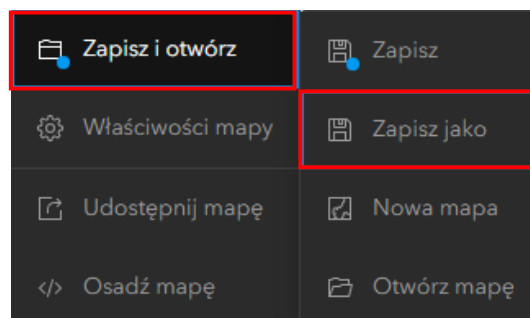 Zapisz i otwórz
Właściwości mapy
Udostępnij mapę
</> Osadź mapę
Zapisz
Zapisz jako
Nowa mapa
Otwórz mapę